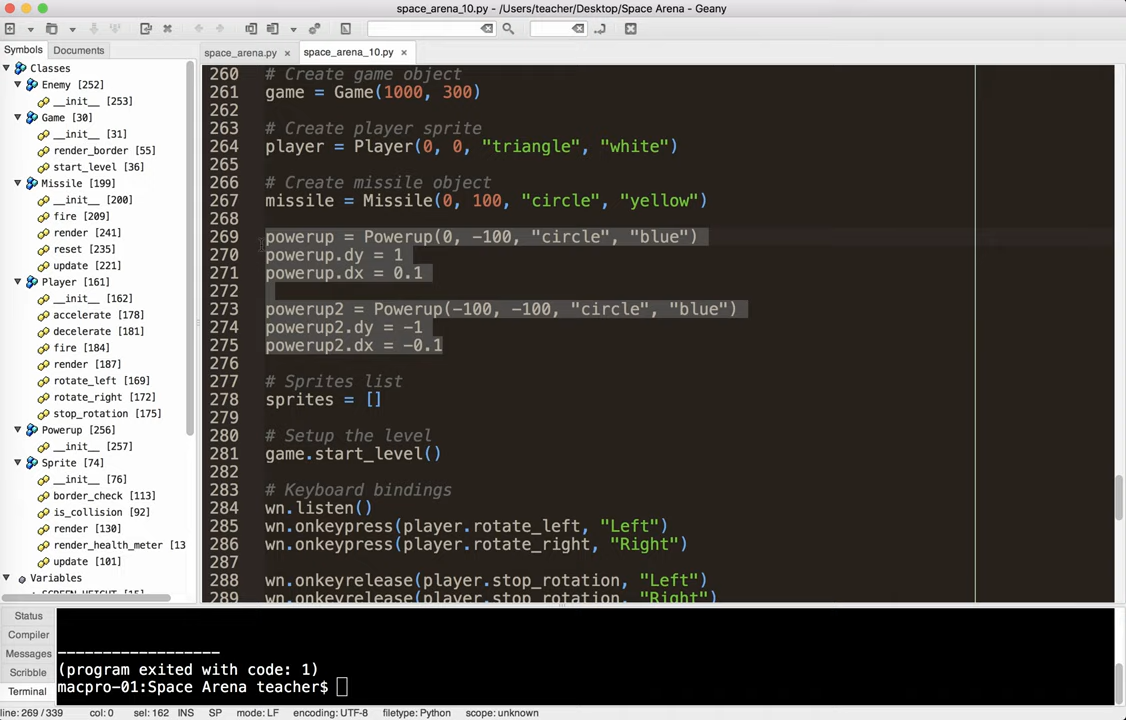 space_arena_10.py - /Users/teacher/Desktop/Space Arena - Geany
Symbols
Documents
space_arena.py ×
space_arena_10.py ×
Classes
Enemy [252]
__init__ [253]
Game [30]
__init__ [31]
render_border [55]
start_level [36]
Missile [199]
__init__ [200]
fire [209]
render [241]
reset [235]
update [221]
Player [161]
__init__ [162]
accelerate [178]
decelerate [181]
fire [184]
render [187]
rotate_left [169]
rotate_right [172]
stop_rotation [175]
Powerup [256]
__init__ [257]
Sprite [74]
__init__ [76]
border_check [113]
is_collision [92]
render [130]
render_health_meter [13
update [101]
Variables
SCREEN_HEIGHT [15]
260 # Create game object
261 game = Game(1000, 300)
262
263 # Create player sprite
264 player = Player(0, 0, "triangle", "white")
265
266 # Create missile object
267 missile = Missile(0, 100, "circle", "yellow")
268
269 powerup = Powerup(0, -100, "circle", "blue")
270 powerup.dy = 1
271 powerup.dx = 0.1
272
273 powerup2 = Powerup(-100, -100, "circle", "blue")
274 powerup2.dy = -1
275 powerup2.dx = -0.1
276
277 # Sprites list
278 sprites = []
279
280 # Setup the level
281 game.start_level()
282
283 # Keyboard bindings
284 wn.listen()
285 wn.onkeypress(player.rotate_left, "Left")
286 wn.onkeypress(player.rotate_right, "Right")
287
288 wn.onkeyrelease(player.stop_rotation, "Left")
289 wn.onkeyrelease(player.stop_rotation, "Right")
Status
Compiler
Messages
Scribble
Terminal
------------------
(program exited with code: 1)
macpro-01:Space Arena teacher$
line: 269 / 339 col: 0 sel: 162 INS SP mode: LF encoding: UTF-8 filetype: Python scope: unknown